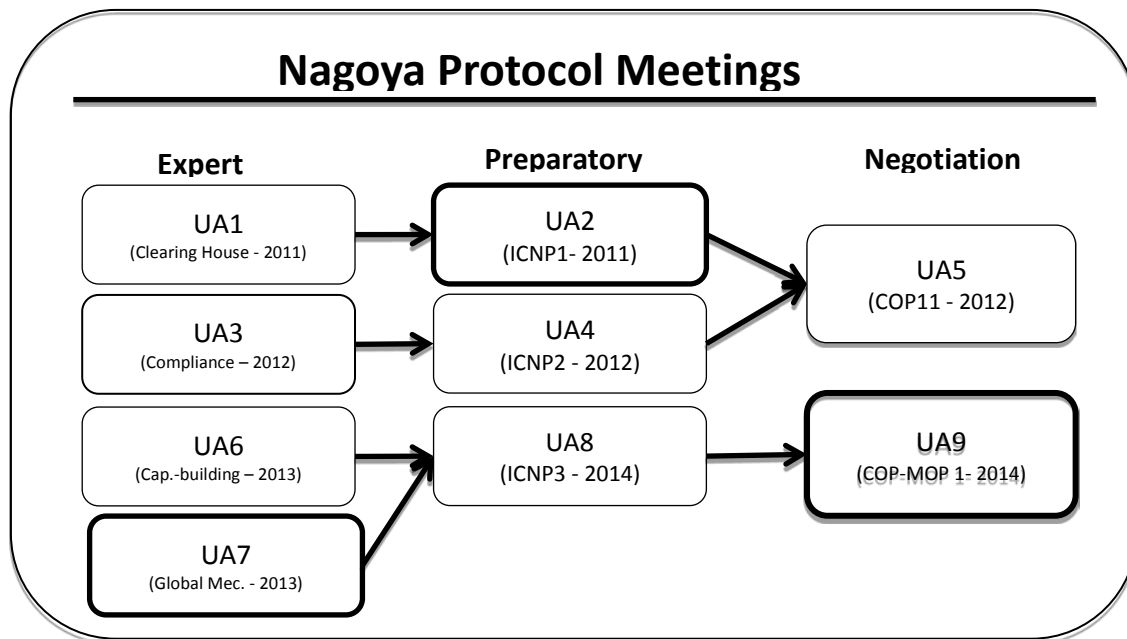 Nagoya Protocol Meetings
Expert
Preparatory
Negotiation
UA1
(Clearing House - 2011)
UA2
(ICNP1- 2011)
UA5
(COP11 - 2012)
UA3
(Compliance – 2012)
UA4
(ICNP2 - 2012)
UA6
(Cap.-building – 2013)
UA8
(ICNP3 - 2014)
UA9
(COP-MOP 1- 2014)
UA7
(Global Mec. - 2013)